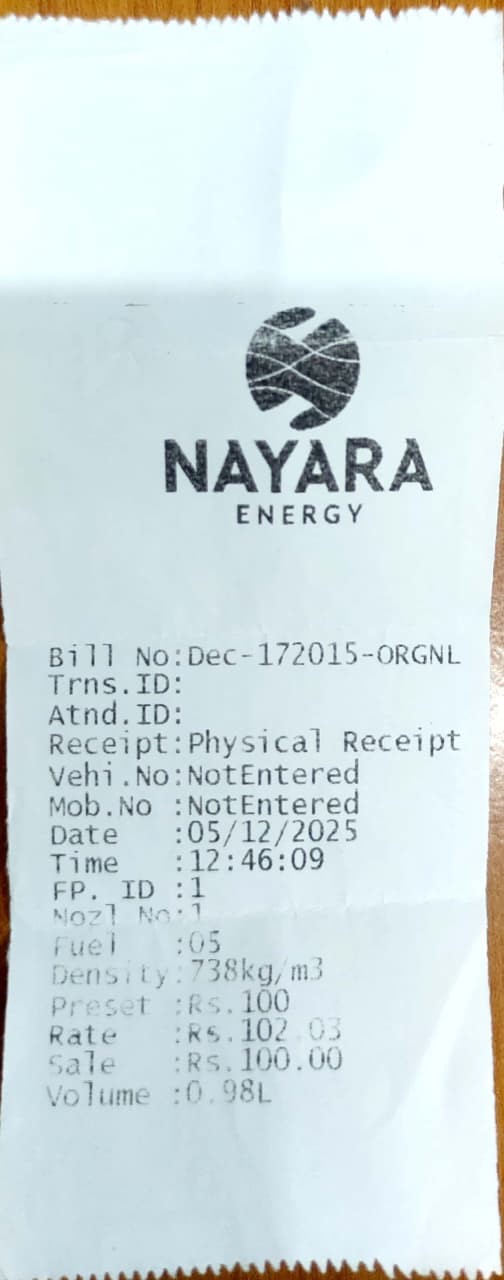 NAYARA
ENERGY
Bill No:Dec-172015-ORGNL
Trns.ID:
Atnd.ID:
Receipt:Physical Receipt
Vehi.No:NotEntered
Mob.No :NotEntered
Date :05/12/2025
Time :12:46:09
FP. ID :1
Nozl No:1
Fuel :05
Density:738kg/m3
Preset :Rs.100
Rate :Rs.102.03
Sale :Rs.100.00
Volume :0.98L